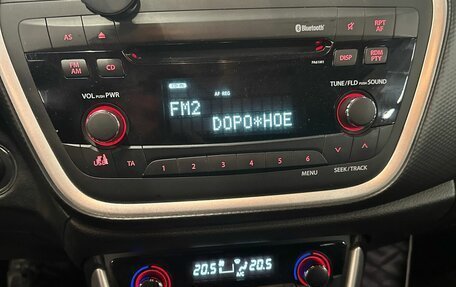 Bluetooth
AS
RPT
AF
FM
AM
CD
DISP
RDM
PTY
AF REG
VOL PUSH PWR
TUNE/FLD PUSH SOUND
FM2
DOPO*HOE
TA
1 2 3 4 5 6
MENU
SEEK/TRACK
20.5
A/C
20.5